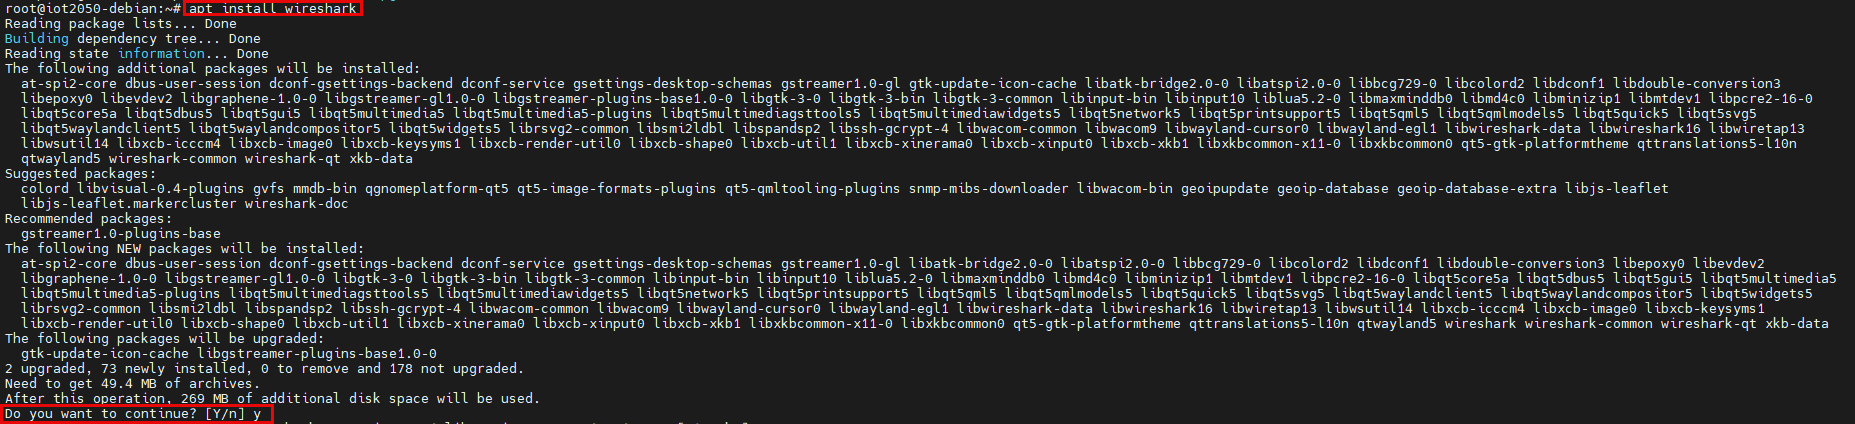 root@iot2050-debian:~# apt install wireshark
Reading package lists... Done
Building dependency tree... Done
Reading state information... Done
The following additional packages will be installed:
  at-spi2-core dbus-user-session dconf-gsettings-backend dconf-service gsettings-desktop-schemas gstreamer1.0-gl gtk-update-icon-cache libatk-bridge2.0-0 libatspi2.0-0 libbcg729-0 libcolord2 libdconf1 libdouble-conversion3
  libepoxy0 libevdev2 libgraphene-1.0-0 libgstreamer-gl1.0-0 libgstreamer-plugins-base1.0-0 libgtk-3-0 libgtk-3-bin libgtk-3-common libinput-bin libinput10 liblua5.2-0 libmaxminddb0 libmd4c0 libminizip1 libmtdev1 libpcre2-16-0
  libqt5core5a libqt5dbus5 libqt5gui5 libqt5multimedia5 libqt5multimedia5-plugins libqt5multimediagsttools5 libqt5multimediawidgets5 libqt5network5 libqt5printsupport5 libqt5qml5 libqt5qmlmodels5 libqt5quick5 libqt5svg5
  libqt5waylandclient5 libqt5waylandcompositor5 libqt5widgets5 librsvg2-common libsmi2ldbl libspandsp2 libssh-gcrypt-4 libwacom-common libwacom9 libwayland-cursor0 libwayland-egl1 libwireshark-data libwireshark16 libwiretap13
  libwsutil14 libxcb-icccm4 libxcb-image0 libxcb-keysyms1 libxcb-render-util0 libxcb-shape0 libxcb-util1 libxcb-xinerama0 libxcb-xinput0 libxcb-xkb1 libxkbcommon-x11-0 libxkbcommon0 qt5-gtk-platformtheme qttranslations5-l10n
  qtwayland5 wireshark-common wireshark-qt xkb-data
Suggested packages:
  colord libvisual-0.4-plugins gvfs mmdb-bin qgnomeplatform-qt5 qt5-image-formats-plugins qt5-qmltooling-plugins snmp-mibs-downloader libwacom-bin geoipupdate geoip-database geoip-database-extra libjs-leaflet
  libjs-leaflet.markercluster wireshark-doc
Recommended packages:
  gstreamer1.0-plugins-base
The following NEW packages will be installed:
  at-spi2-core dbus-user-session dconf-gsettings-backend dconf-service gsettings-desktop-schemas gstreamer1.0-gl libatk-bridge2.0-0 libatspi2.0-0 libbcg729-0 libcolord2 libdconf1 libdouble-conversion3 libepoxy0 libevdev2
  libgraphene-1.0-0 libgstreamer-gl1.0-0 libgtk-3-0 libgtk-3-bin libgtk-3-common libinput-bin libinput10 liblua5.2-0 libmaxminddb0 libmd4c0 libminizip1 libmtdev1 libpcre2-16-0 libqt5core5a libqt5dbus5 libqt5gui5 libqt5multimedia5
  libqt5multimedia5-plugins libqt5multimediagsttools5 libqt5multimediawidgets5 libqt5network5 libqt5printsupport5 libqt5qml5 libqt5qmlmodels5 libqt5quick5 libqt5svg5 libqt5waylandclient5 libqt5waylandcompositor5 libqt5widgets5
  librsvg2-common libsmi2ldbl libspandsp2 libssh-gcrypt-4 libwacom-common libwacom9 libwayland-cursor0 libwayland-egl1 libwireshark-data libwireshark16 libwiretap13 libwsutil14 libxcb-icccm4 libxcb-image0 libxcb-keysyms1
  libxcb-render-util0 libxcb-shape0 libxcb-util1 libxcb-xinerama0 libxcb-xinput0 libxcb-xkb1 libxkbcommon-x11-0 libxkbcommon0 qt5-gtk-platformtheme qttranslations5-l10n qtwayland5 wireshark wireshark-common wireshark-qt xkb-data
The following packages will be upgraded:
  gtk-update-icon-cache libgstreamer-plugins-base1.0-0
2 upgraded, 73 newly installed, 0 to remove and 178 not upgraded.
Need to get 49.4 MB of archives.
After this operation, 269 MB of additional disk space will be used.
Do you want to continue? [Y/n] y